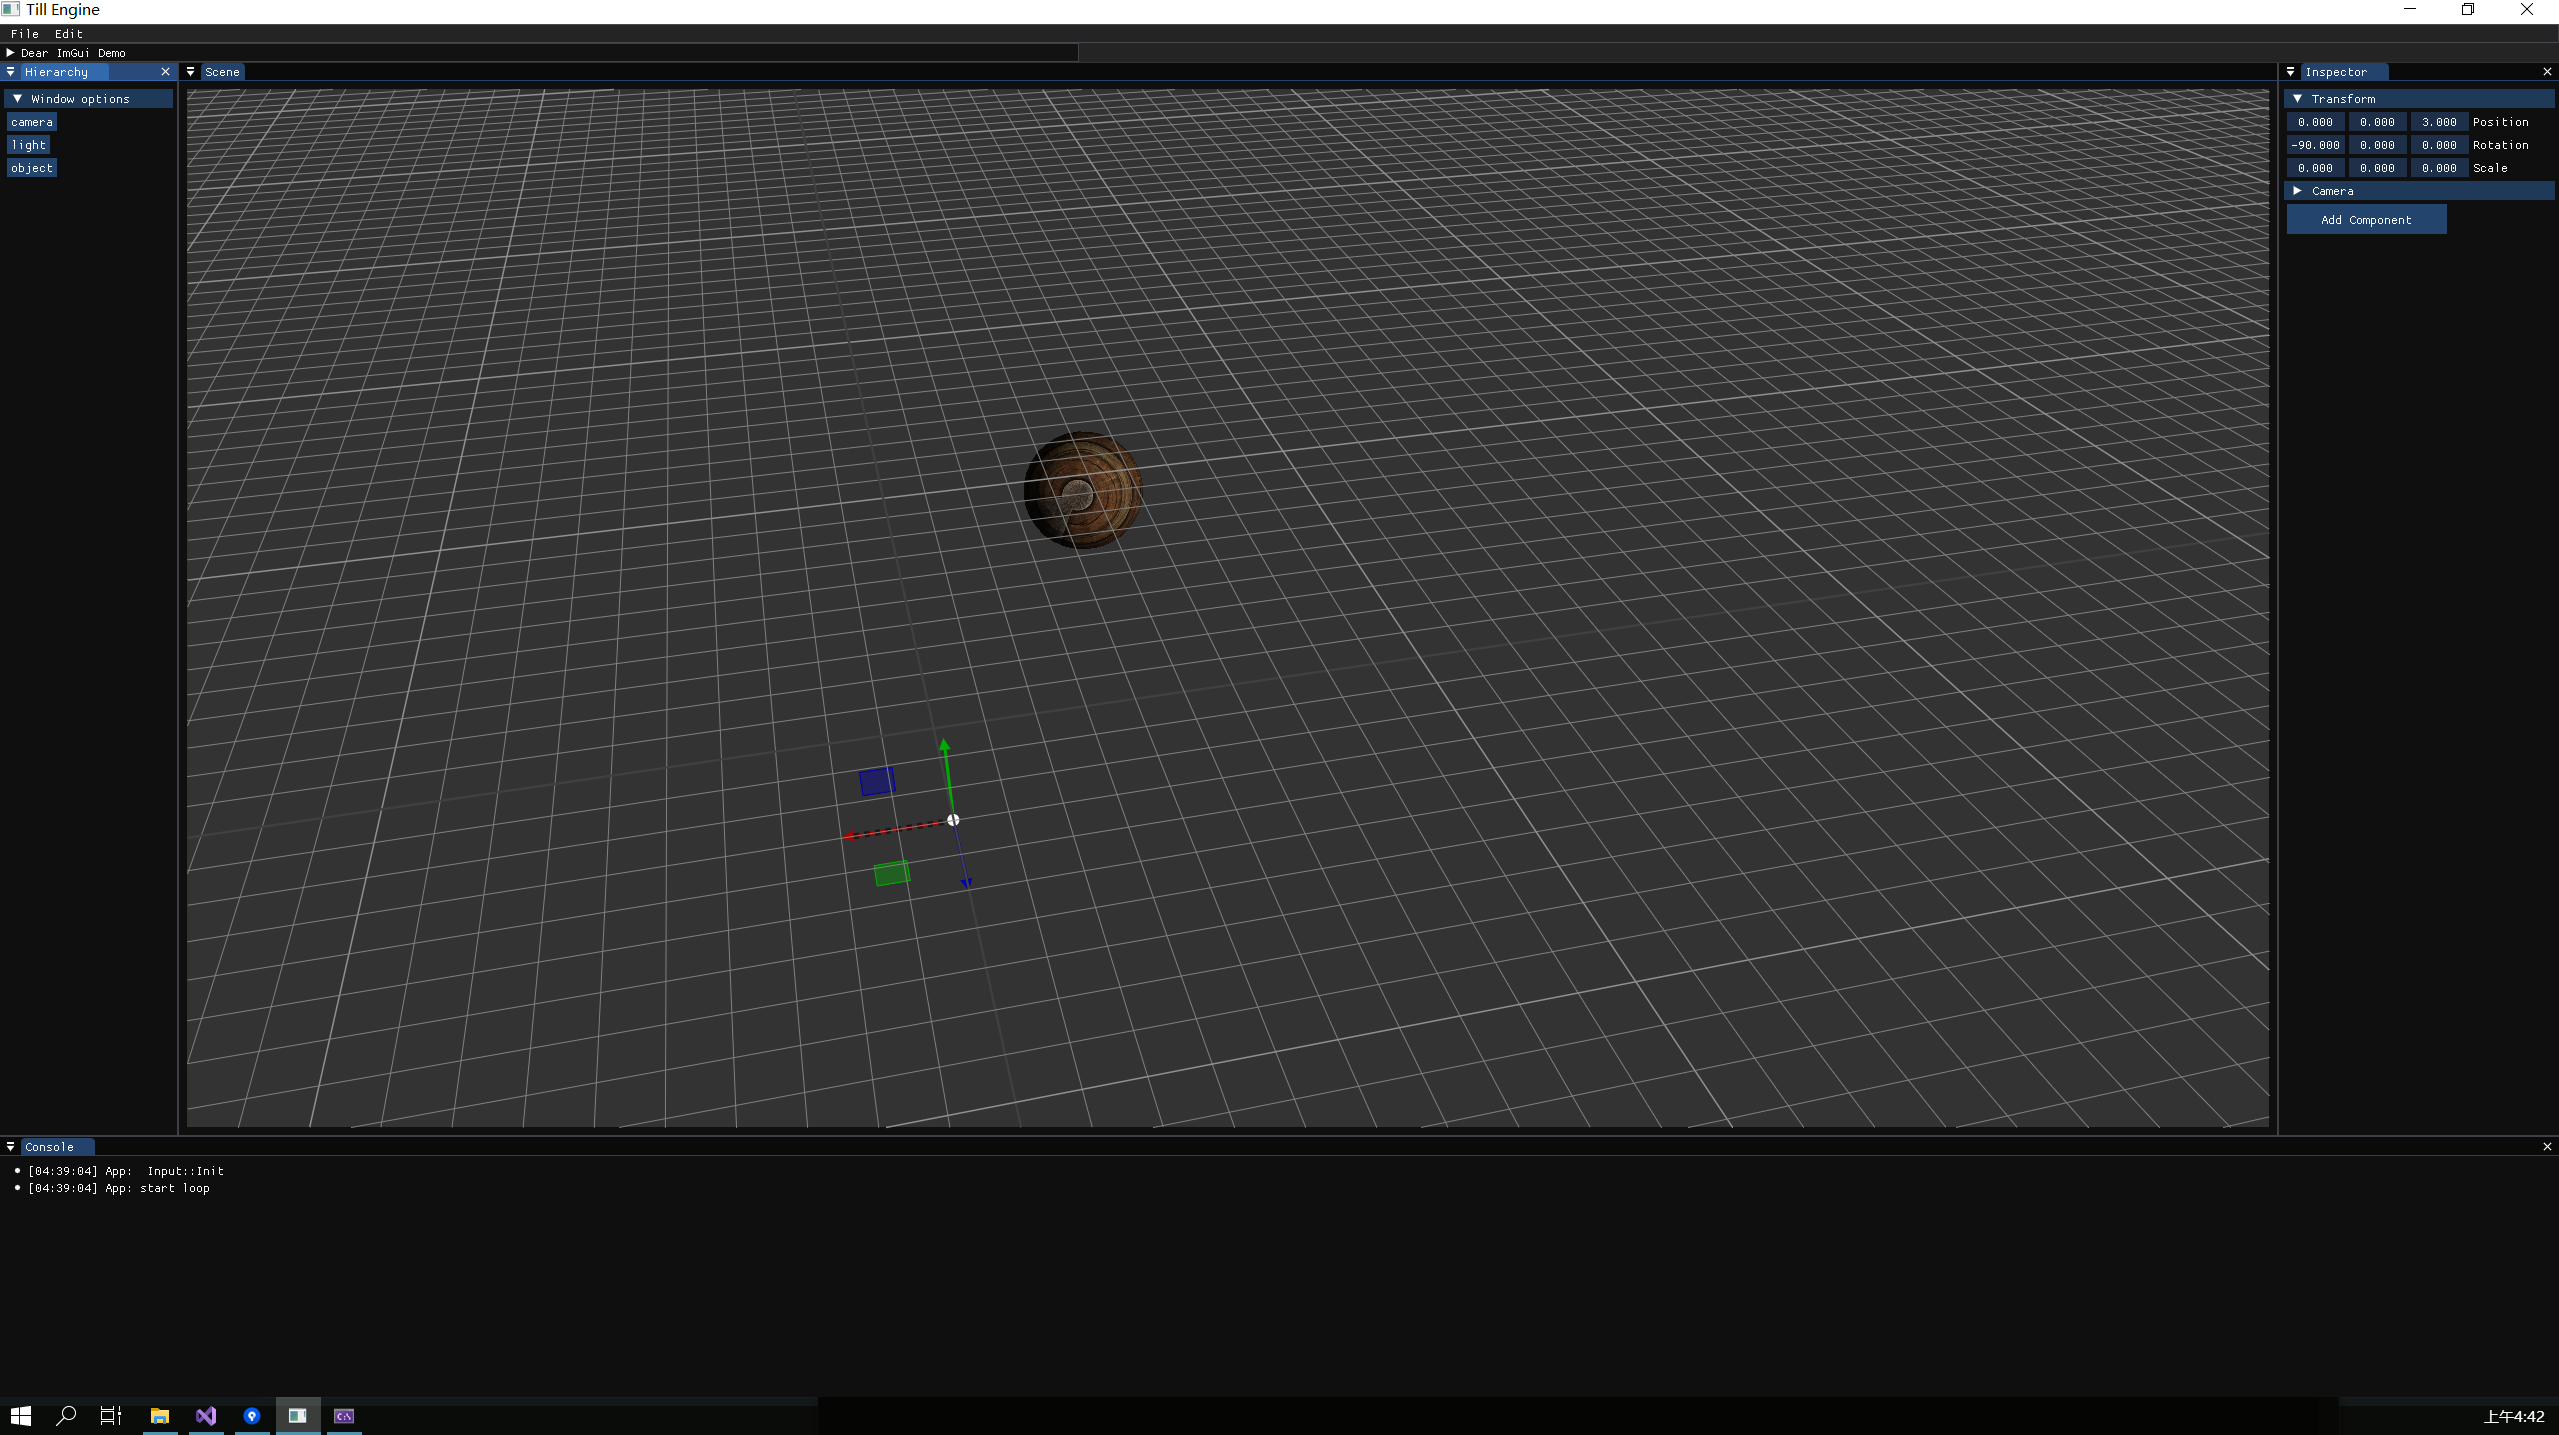 Till Engine
File Edit
Dear ImGui Demo
Hierarchy
Window options
camera
light
object
Scene
Inspector
Transform
0.000 0.000 3.000 Position
-90.000 0.000 0.000 Rotation
0.000 0.000 0.000 Scale
Camera
Add Component
Console
[04:39:04] App:  Input::Init
[04:39:04] App: start loop
C:\
上午4:42